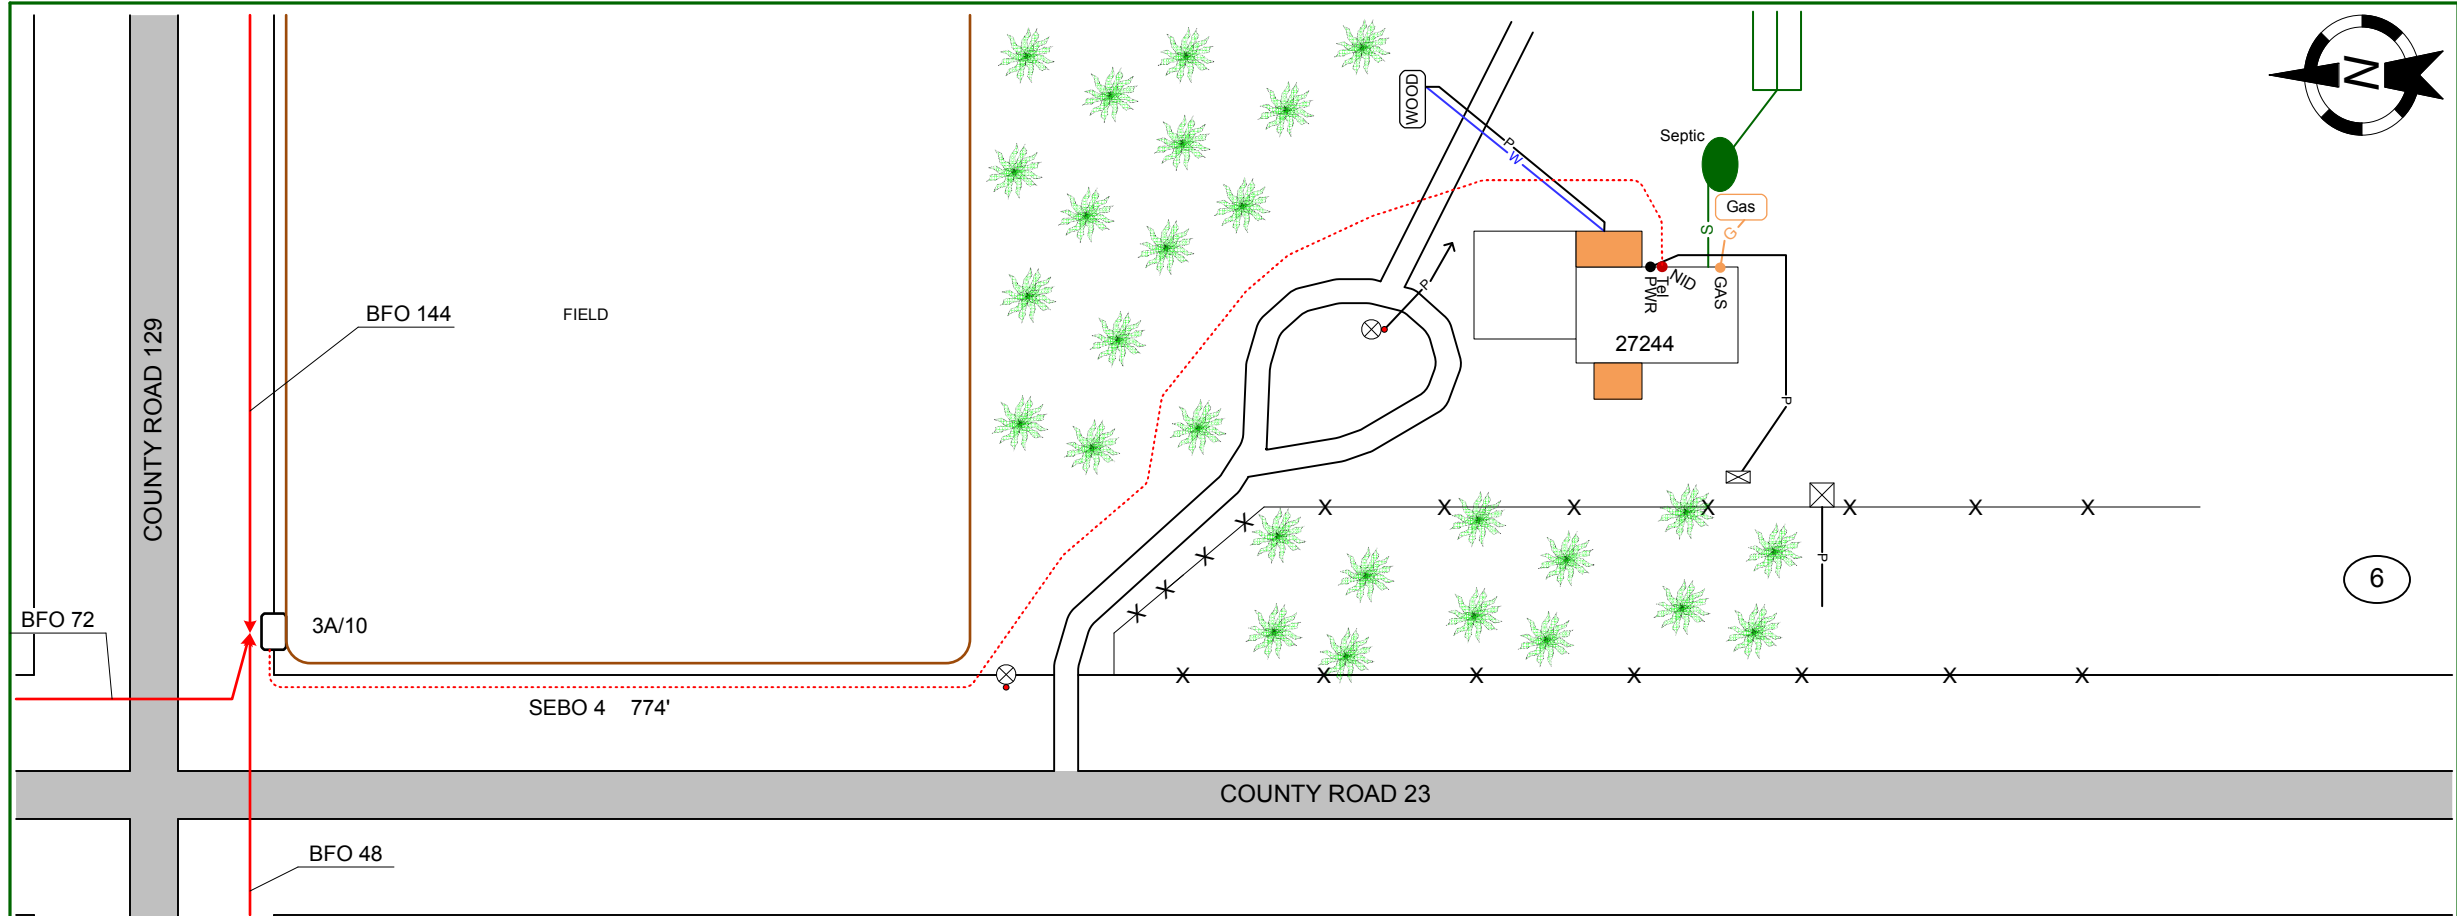 WOOD
N
Septic
P
W
Gas
S
G
NID
Tel
PWR
GAS
P
BFO 144
FIELD
COUNTY ROAD 129
27244
P
X X X X X X X
X
X
X
X
P
6
BFO 72
3A/10
X X X X X X X
SEBO 4 774'
COUNTY ROAD 23
BFO 48